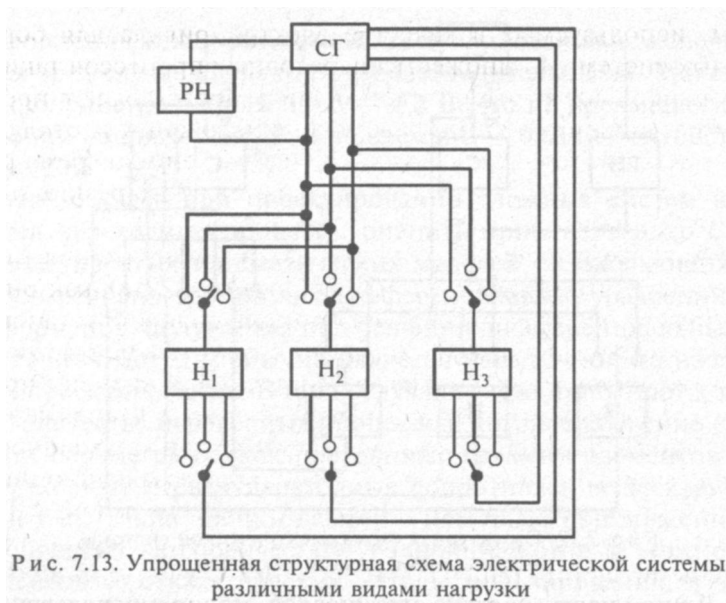 СГ
РН
Н₁
Н₂
Н₃
Рис. 7.13. Упрощенная структурная схема электрической системы
различными видами нагрузки